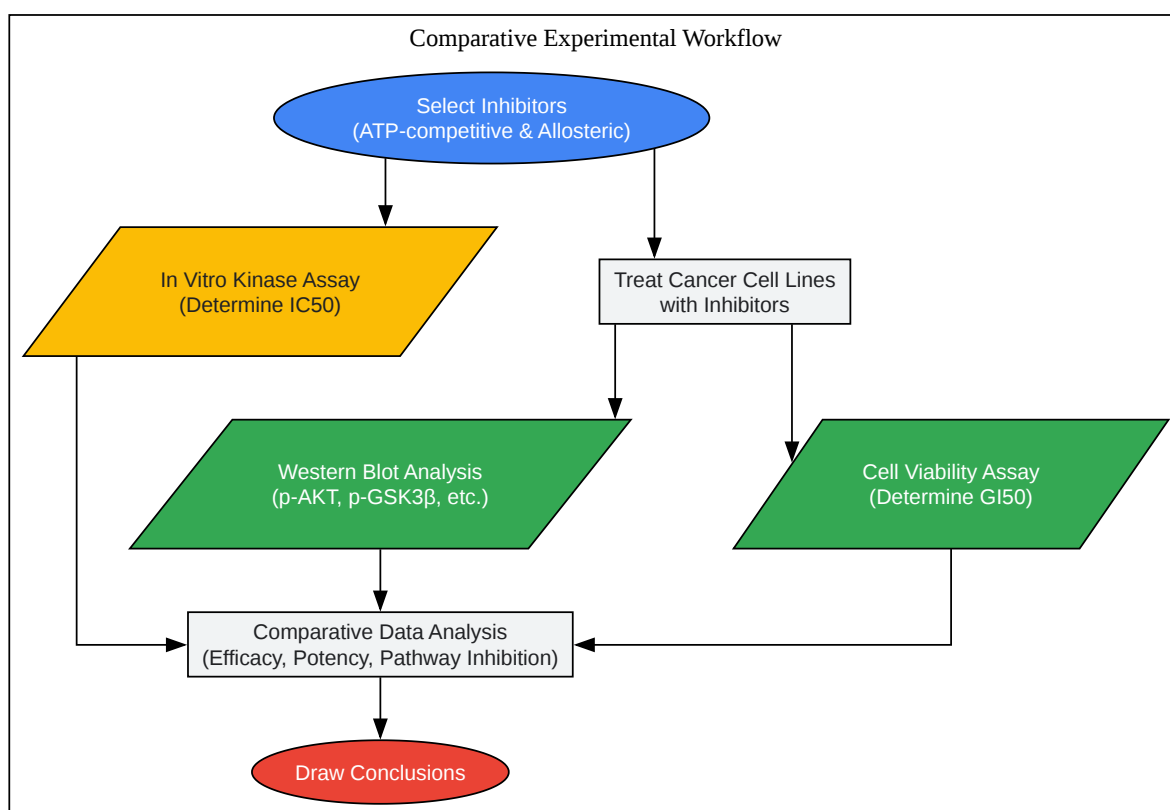 Comparative Experimental Workflow
Select Inhibitors
(ATP-competitive & Allosteric)
In Vitro Kinase Assay
(Determine IC50)
Treat Cancer Cell Lines
with Inhibitors
Western Blot Analysis
(p-AKT, p-GSK3β, etc.)
Cell Viability Assay
(Determine GI50)
Comparative Data Analysis
(Efficacy, Potency, Pathway Inhibition)
Draw Conclusions